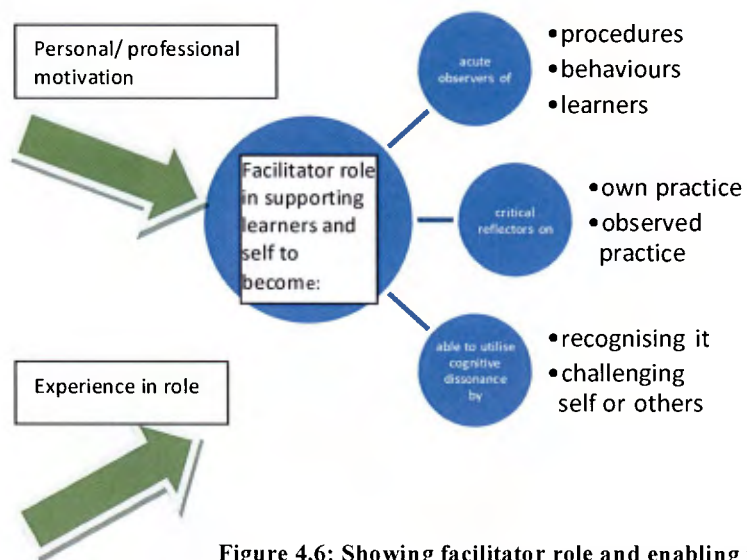 Personal/ professional
motivation
Experience in role
Facilitator role
in supporting
learners and
self to
become:
acute
observers of
•procedures
•behaviours
•learners
critical
reflectors on
•own practice
•observed
practice
able to utilise
cognitive
dissonance
by
•recognising it
•challenging
self or others
Figure 4.6: Showing facilitator role and enabling